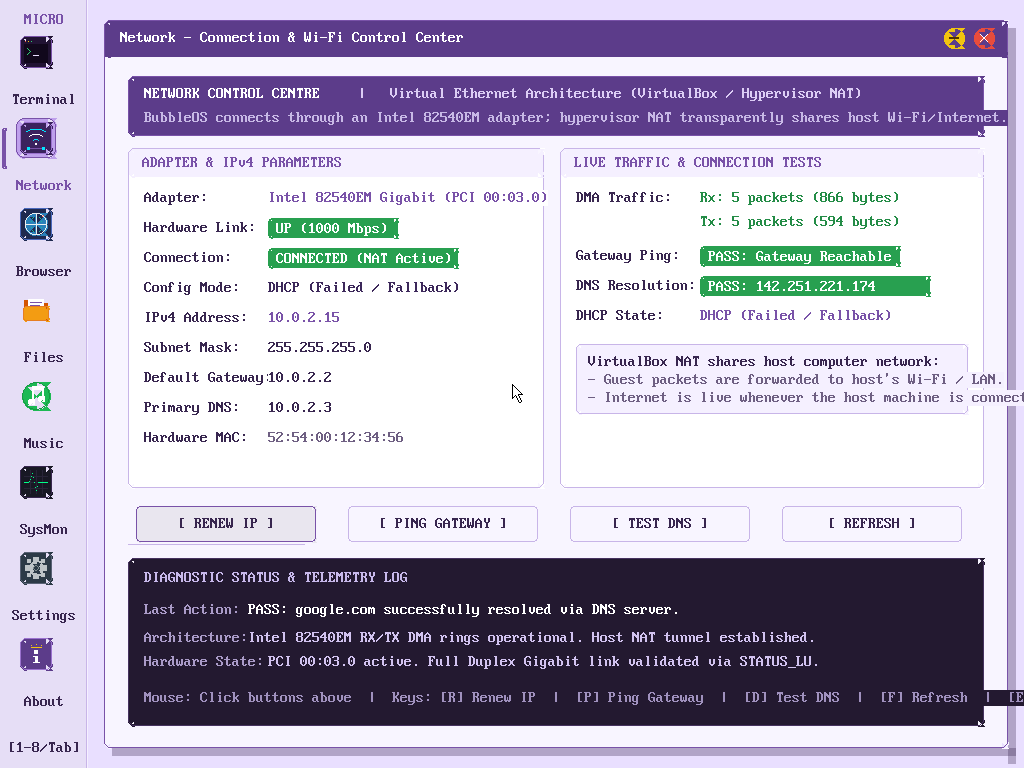 MICRO
Terminal
Network
Browser
Files
Music
SysMon
Settings
About
[1-8/Tab]
Network - Connection & Wi-Fi Control Center
NETWORK CONTROL CENTRE | Virtual Ethernet Architecture (VirtualBox / Hypervisor NAT)
BubbleOS connects through an Intel 82540EM adapter; hypervisor NAT transparently shares host Wi-Fi/Internet.
ADAPTER & IPv4 PARAMETERS
Adapter: Intel 82540EM Gigabit (PCI 00:03.0)
Hardware Link: UP (1000 Mbps)
Connection: CONNECTED (NAT Active)
Config Mode: DHCP (Failed / Fallback)
IPv4 Address: 10.0.2.15
Subnet Mask: 255.255.255.0
Default Gateway: 10.0.2.2
Primary DNS: 10.0.2.3
Hardware MAC: 52:54:00:12:34:56
LIVE TRAFFIC & CONNECTION TESTS
DMA Traffic: Rx: 5 packets (866 bytes)
Tx: 5 packets (594 bytes)
Gateway Ping: PASS: Gateway Reachable
DNS Resolution: PASS: 142.251.221.174
DHCP State: DHCP (Failed / Fallback)
VirtualBox NAT shares host computer network:
- Guest packets are forwarded to host's Wi-Fi / LAN.
- Internet is live whenever the host machine is connect
[ RENEW IP ] [ PING GATEWAY ] [ TEST DNS ] [ REFRESH ]
DIAGNOSTIC STATUS & TELEMETRY LOG
Last Action: PASS: google.com successfully resolved via DNS server.
Architecture: Intel 82540EM RX/TX DMA rings operational. Host NAT tunnel established.
Hardware State: PCI 00:03.0 active. Full Duplex Gigabit link validated via STATUS_LU.
Mouse: Click buttons above | Keys: [R] Renew IP | [P] Ping Gateway | [D] Test DNS | [F] Refresh | [E